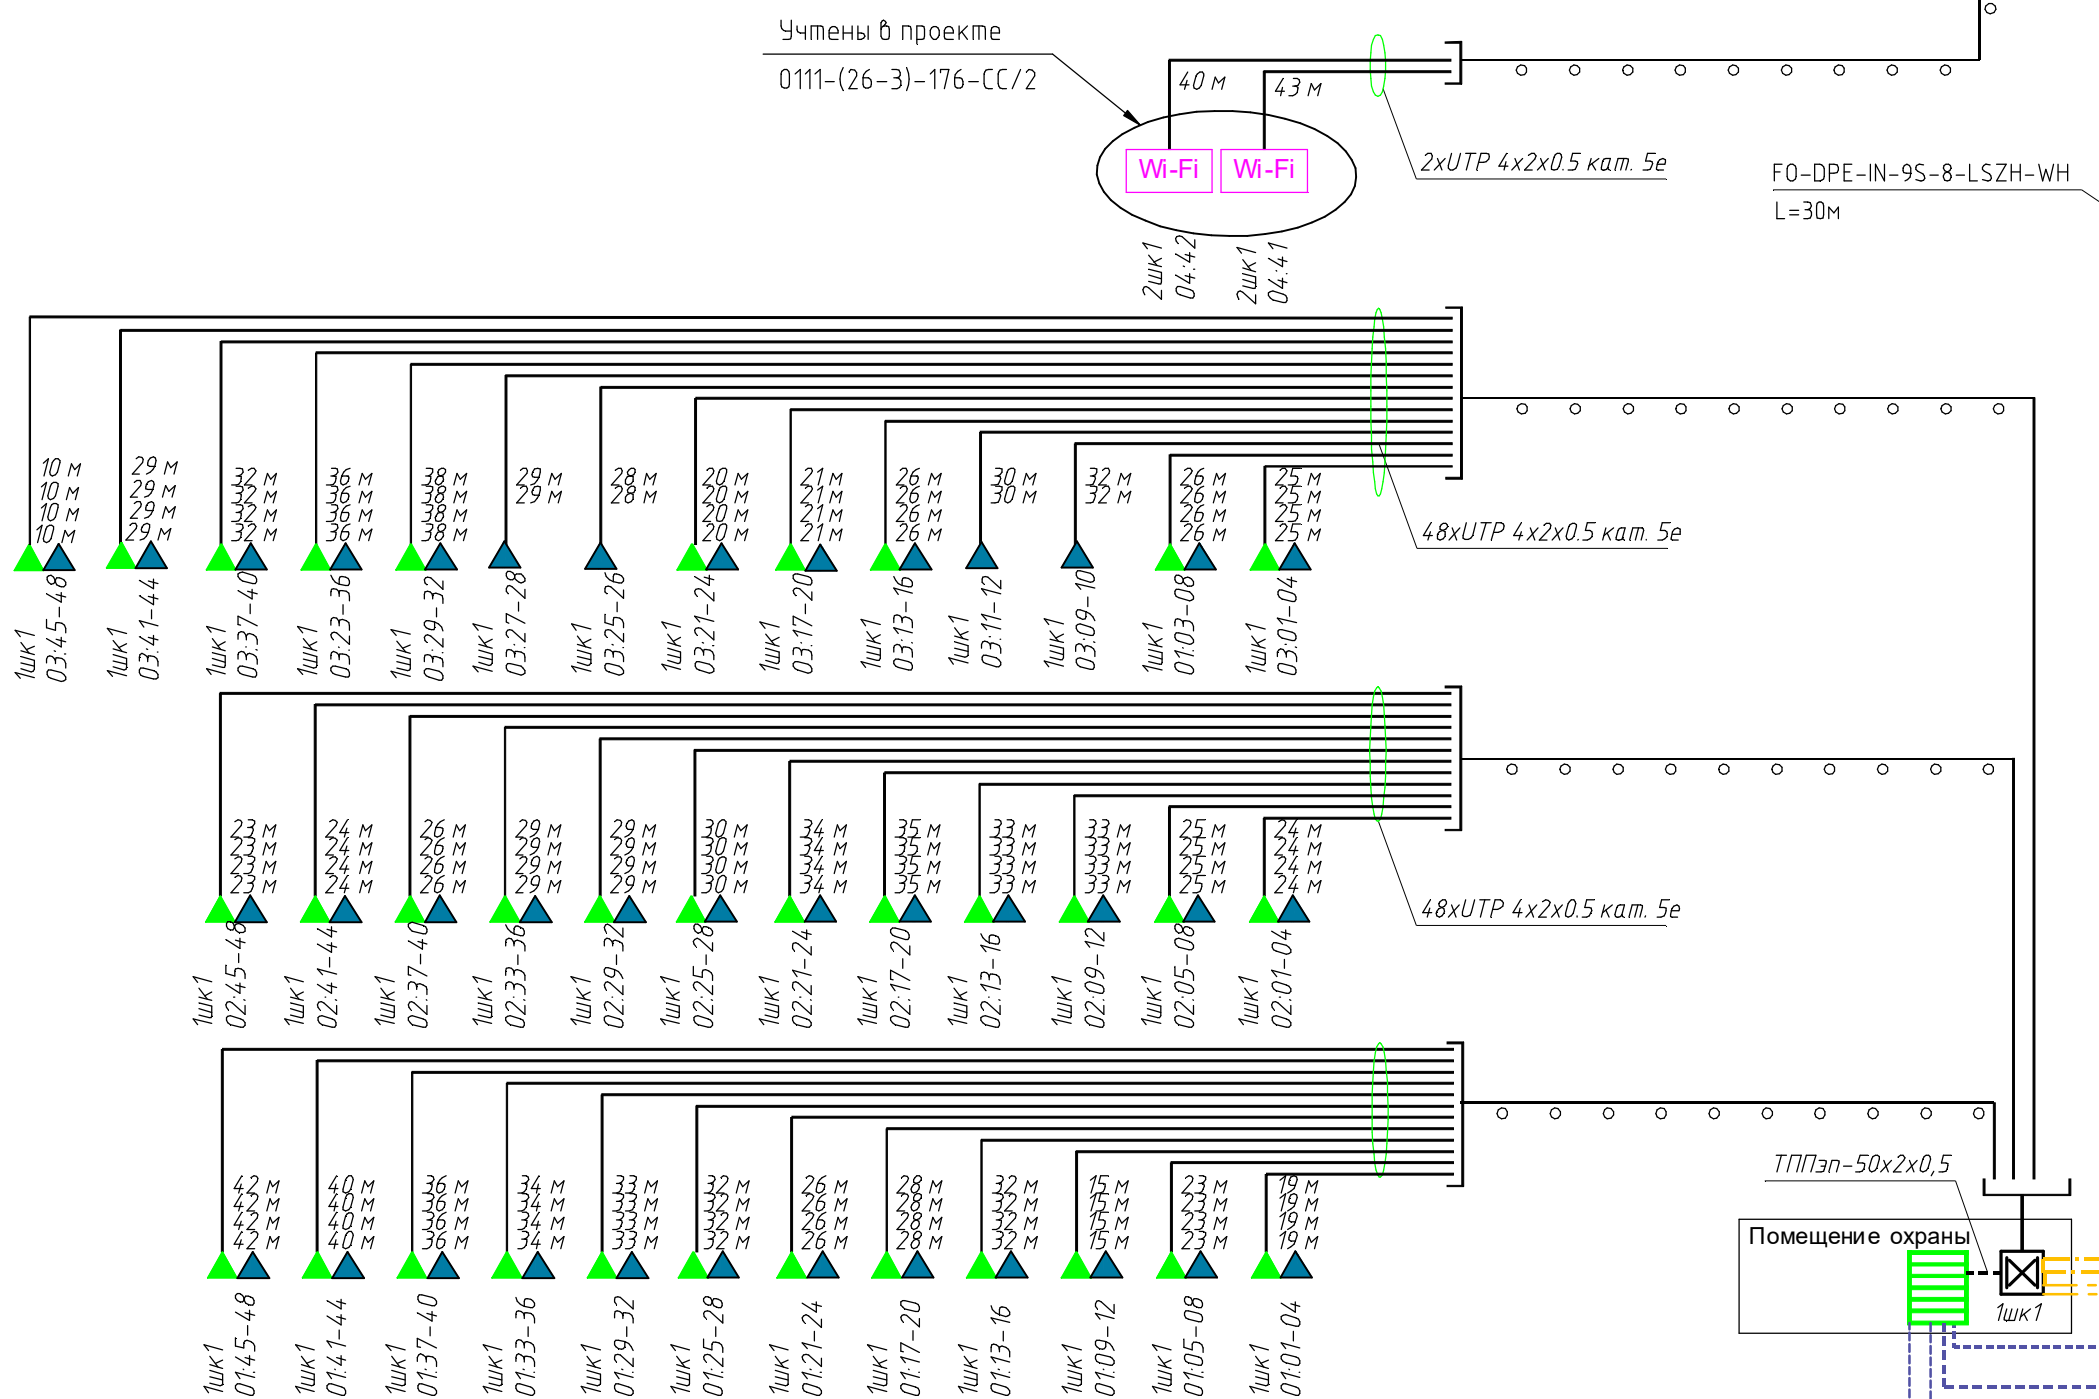 Учтены в проекте
0111-(26-3)-176-СС/2
40 м
43 м
Wi-Fi
Wi-Fi
2xUTP 4x2x0.5 кат. 5е
FO-DPE-IN-9S-8-LSZH-WH
L=30м
2шк1
04:42
2шк1
04:41
10 м
10 м
10 м
10 м
29 м
29 м
29 м
29 м
32 м
32 м
32 м
32 м
36 м
36 м
36 м
36 м
38 м
38 м
38 м
38 м
29 м
29 м
28 м
28 м
20 м
20 м
20 м
20 м
21 м
21 м
21 м
21 м
26 м
26 м
26 м
26 м
30 м
30 м
32 м
32 м
26 м
26 м
26 м
26 м
25 м
25 м
25 м
25 м
48xUTP 4x2x0.5 кат. 5е
1шк1
03:45-48
1шк1
03:41-44
1шк1
03:37-40
1шк1
03:23-36
1шк1
03:29-32
1шк1
03:27-28
1шк1
03:25-26
1шк1
03:21-24
1шк1
03:17-20
1шк1
03:13-16
1шк1
03:11-12
1шк1
03:09-10
1шк1
01:03-08
1шк1
03:01-04
23 м
23 м
23 м
23 м
24 м
24 м
24 м
24 м
26 м
26 м
26 м
26 м
29 м
29 м
29 м
29 м
29 м
29 м
29 м
29 м
30 м
30 м
30 м
30 м
34 м
34 м
34 м
34 м
35 м
35 м
35 м
35 м
33 м
33 м
33 м
33 м
33 м
33 м
33 м
33 м
25 м
25 м
25 м
25 м
24 м
24 м
24 м
24 м
48xUTP 4x2x0.5 кат. 5е
1шк1
02:45-48
1шк1
02:41-44
1шк1
02:37-40
1шк1
02:33-36
1шк1
02:29-32
1шк1
02:25-28
1шк1
02:21-24
1шк1
02:17-20
1шк1
02:13-16
1шк1
02:09-12
1шк1
02:05-08
1шк1
02:01-04
42 м
42 м
42 м
42 м
40 м
40 м
40 м
40 м
36 м
36 м
36 м
36 м
34 м
34 м
34 м
34 м
33 м
33 м
33 м
33 м
32 м
32 м
32 м
32 м
26 м
26 м
26 м
26 м
28 м
28 м
28 м
28 м
32 м
32 м
32 м
32 м
15 м
15 м
15 м
15 м
23 м
23 м
23 м
23 м
19 м
19 м
19 м
19 м
1шк1
01:45-48
1шк1
01:41-44
1шк1
01:37-40
1шк1
01:33-36
1шк1
01:29-32
1шк1
01:25-28
1шк1
01:21-24
1шк1
01:17-20
1шк1
01:13-16
1шк1
01:09-12
1шк1
01:05-08
1шк1
01:01-04
ТППэп-50x2x0,5
Помещение охраны
1шк1